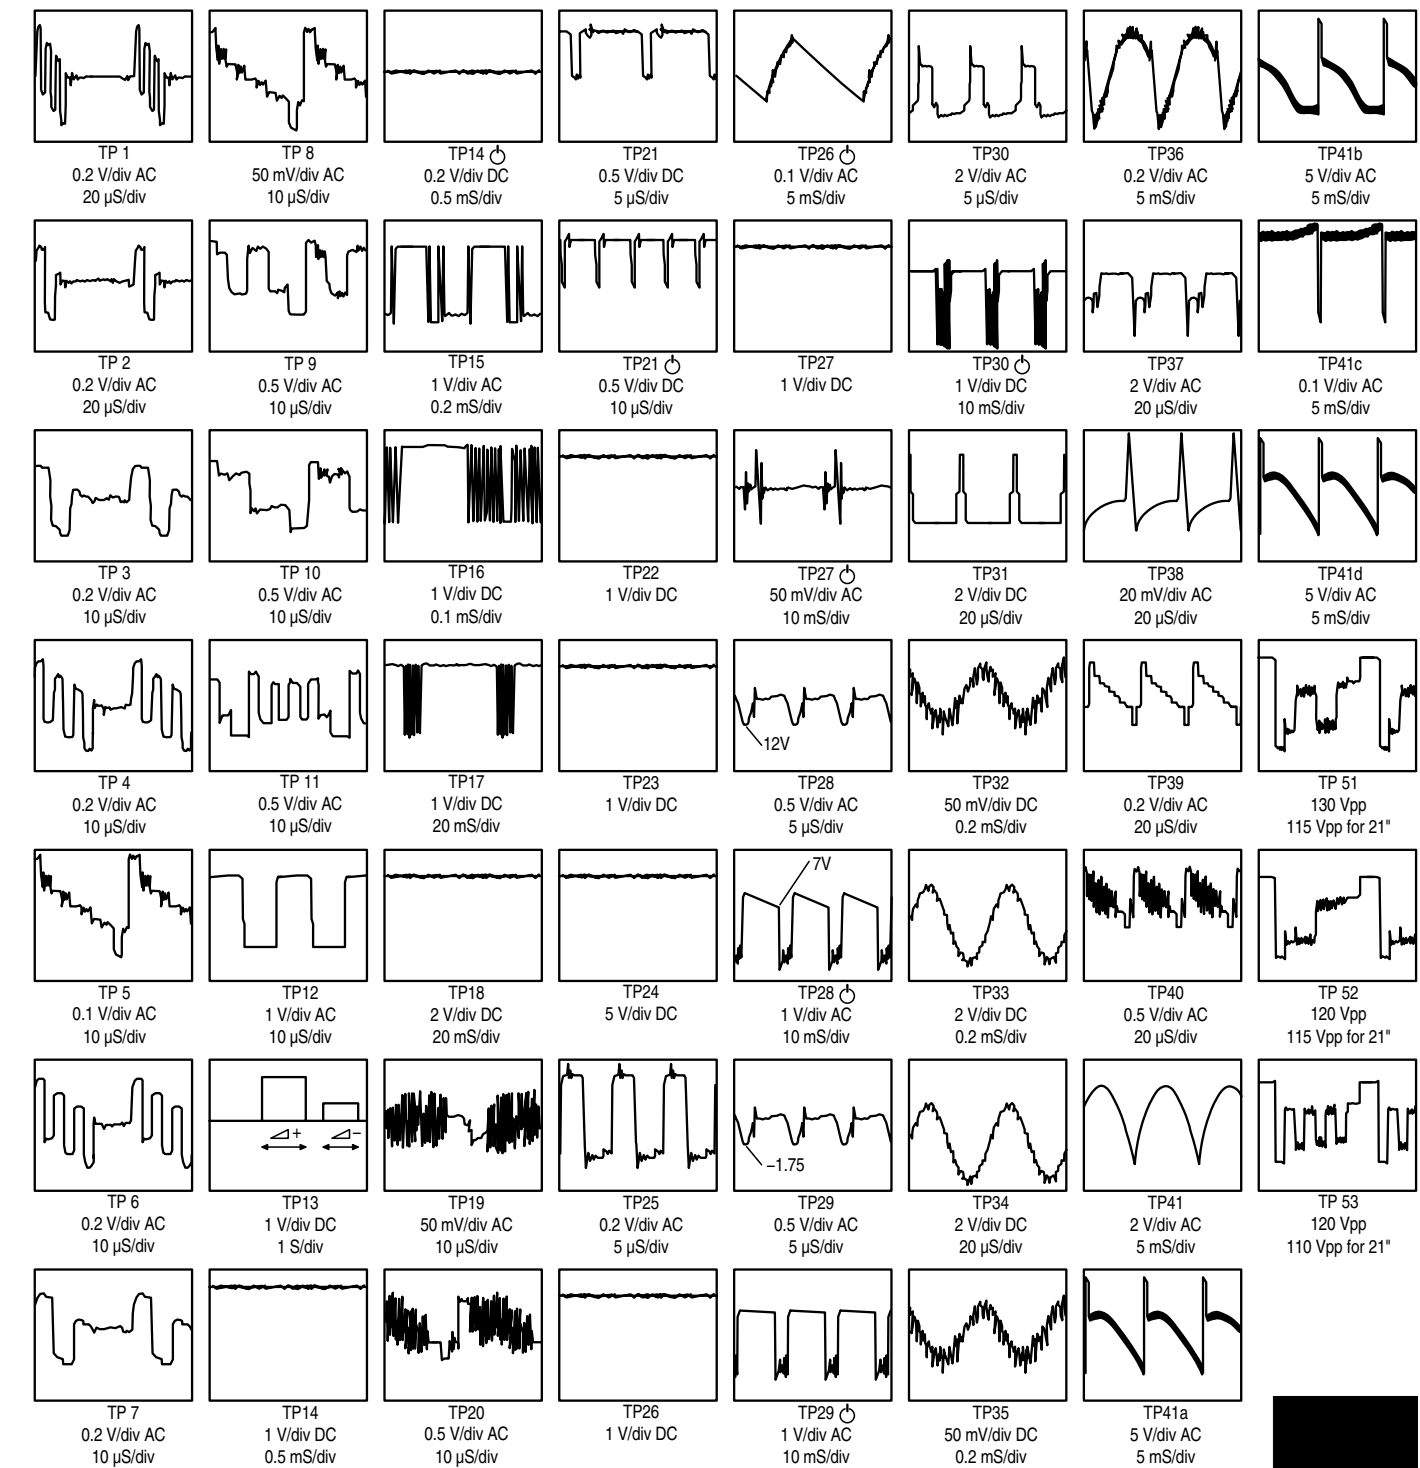 TP 1
0.2 V/div AC
20 µS/div
TP 8
50 mV/div AC
10 µS/div
TP14
0.2 V/div DC
0.5 mS/div
TP21
0.5 V/div DC
5 µS/div
TP26
0.1 V/div AC
5 mS/div
TP30
2 V/div AC
5 µS/div
TP36
0.2 V/div AC
5 mS/div
TP41b
5 V/div AC
5 mS/div
TP 2
0.2 V/div AC
20 µS/div
TP 9
0.5 V/div AC
10 µS/div
TP15
1 V/div AC
0.2 mS/div
TP21
0.5 V/div DC
10 µS/div
TP27
1 V/div DC
TP30
1 V/div DC
10 mS/div
TP37
2 V/div AC
20 µS/div
TP41c
0.1 V/div AC
5 mS/div
TP 3
0.2 V/div AC
10 µS/div
TP 10
0.5 V/div AC
10 µS/div
TP16
1 V/div DC
0.1 mS/div
TP22
1 V/div DC
TP27
50 mV/div AC
10 mS/div
TP31
2 V/div DC
20 µS/div
TP38
20 mV/div AC
20 µS/div
TP41d
5 V/div AC
5 mS/div
TP 4
0.2 V/div AC
10 µS/div
TP 11
0.5 V/div AC
10 µS/div
TP17
1 V/div DC
20 mS/div
TP23
1 V/div DC
12V
TP28
0.5 V/div AC
5 µS/div
TP32
50 mV/div DC
0.2 mS/div
TP39
0.2 V/div AC
20 µS/div
TP 51
130 Vpp
115 Vpp for 21"
TP 5
0.1 V/div AC
10 µS/div
TP12
1 V/div AC
10 µS/div
TP18
2 V/div DC
20 mS/div
TP24
5 V/div DC
7V
TP28
1 V/div AC
10 mS/div
TP33
2 V/div DC
0.2 mS/div
TP40
0.5 V/div AC
20 µS/div
TP 52
120 Vpp
115 Vpp for 21"
TP 6
0.2 V/div AC
10 µS/div
+ −
TP13
1 V/div DC
1 S/div
TP19
50 mV/div AC
10 µS/div
TP25
0.2 V/div AC
5 µS/div
−1.75
TP29
0.5 V/div AC
5 µS/div
TP34
2 V/div DC
20 µS/div
TP41
2 V/div AC
5 mS/div
TP 53
120 Vpp
110 Vpp for 21"
TP 7
0.2 V/div AC
10 µS/div
TP14
1 V/div DC
0.5 mS/div
TP20
0.5 V/div AC
10 µS/div
TP26
1 V/div DC
TP29
1 V/div AC
10 mS/div
TP35
50 mV/div DC
0.2 mS/div
TP41a
5 V/div AC
5 mS/div